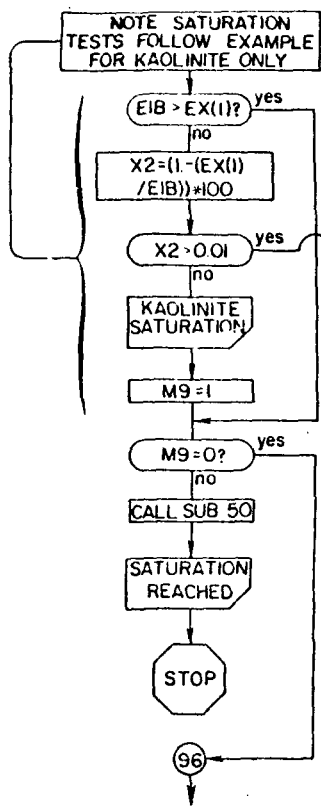 NOTE SATURATION
TESTS FOLLOW EXAMPLE
FOR KAOLINITE ONLY
EIB > EX(1)?
yes
no
X2=(1.-(EX(1)
/EIB))*100
X2>0.01
yes
no
KAOLINITE
SATURATION
M9=1
M9=0?
yes
no
CALL SUB 50
SATURATION
REACHED
STOP
96